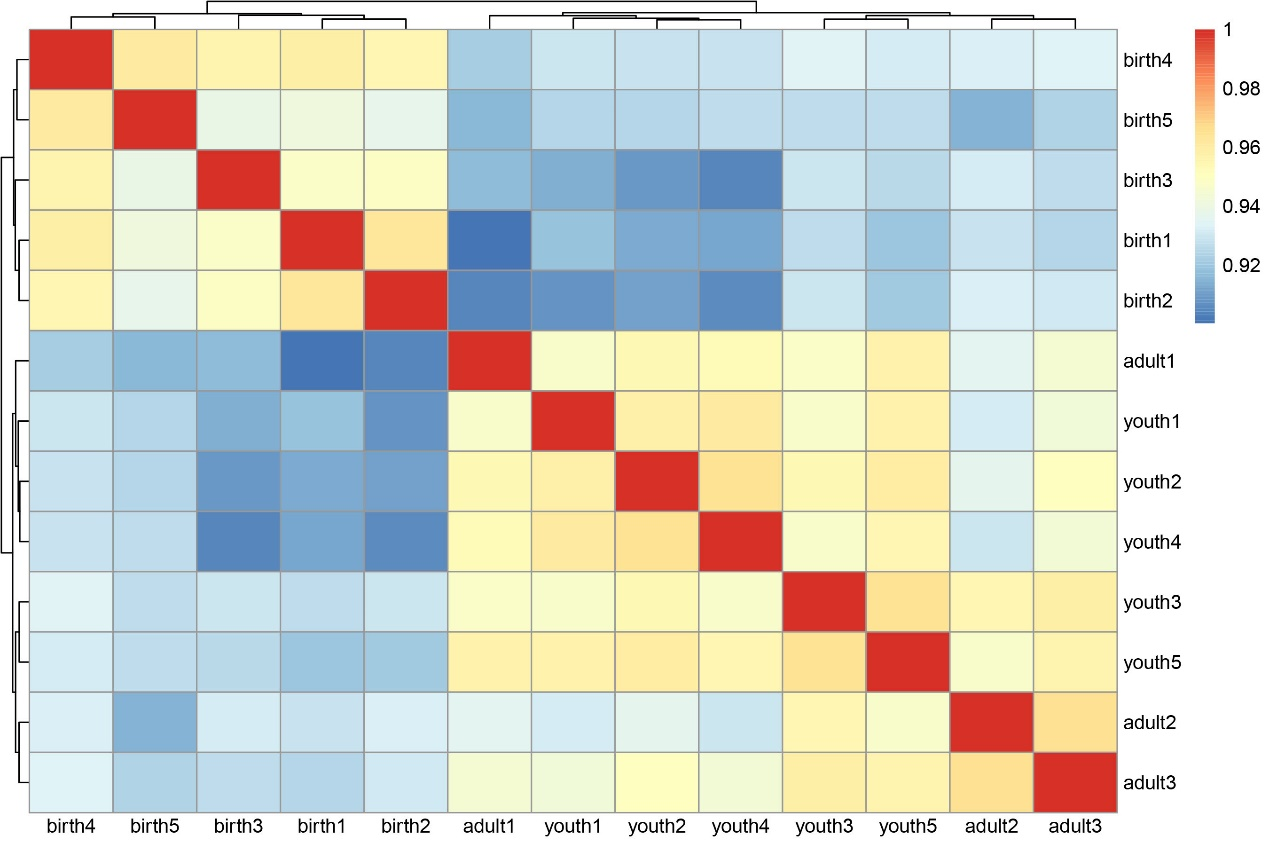 1
0.98
0.96
0.94
0.92
birth4
birth5
birth3
birth1
birth2
adult1
youth1
youth2
youth4
youth3
youth5
adult2
adult3
birth4 birth5 birth3 birth1 birth2 adult1 youth1 youth2 youth4 youth3 youth5 adult2 adult3